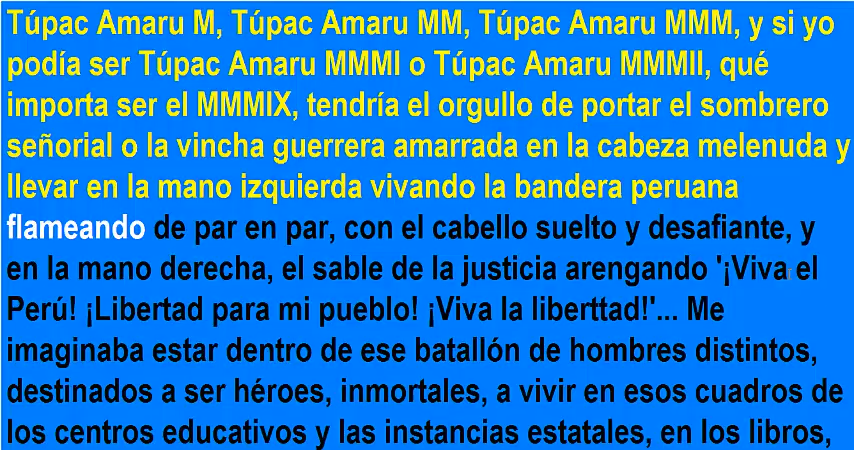 Túpac Amaru M, Túpac Amaru MM, Túpac Amaru MMM, y si yo
podía ser Túpac Amaru MMMI o Túpac Amaru MMMII, qué
importa ser el MMMIX, tendría el orgullo de portar el sombrero
señorial o la vincha guerrera amarrada en la cabeza melenuda y
llevar en la mano izquierda vivando la bandera peruana
flameando de par en par, con el cabello suelto y desafiante, y
en la mano derecha, el sable de la justicia arengando '¡Viva el
Perú! ¡Libertad para mi pueblo! ¡Viva la liberttad!'... Me
imaginaba estar dentro de ese batallón de hombres distintos,
destinados a ser héroes, inmortales, a vivir en esos cuadros de
los centros educativos y las instancias estatales, en los libros,